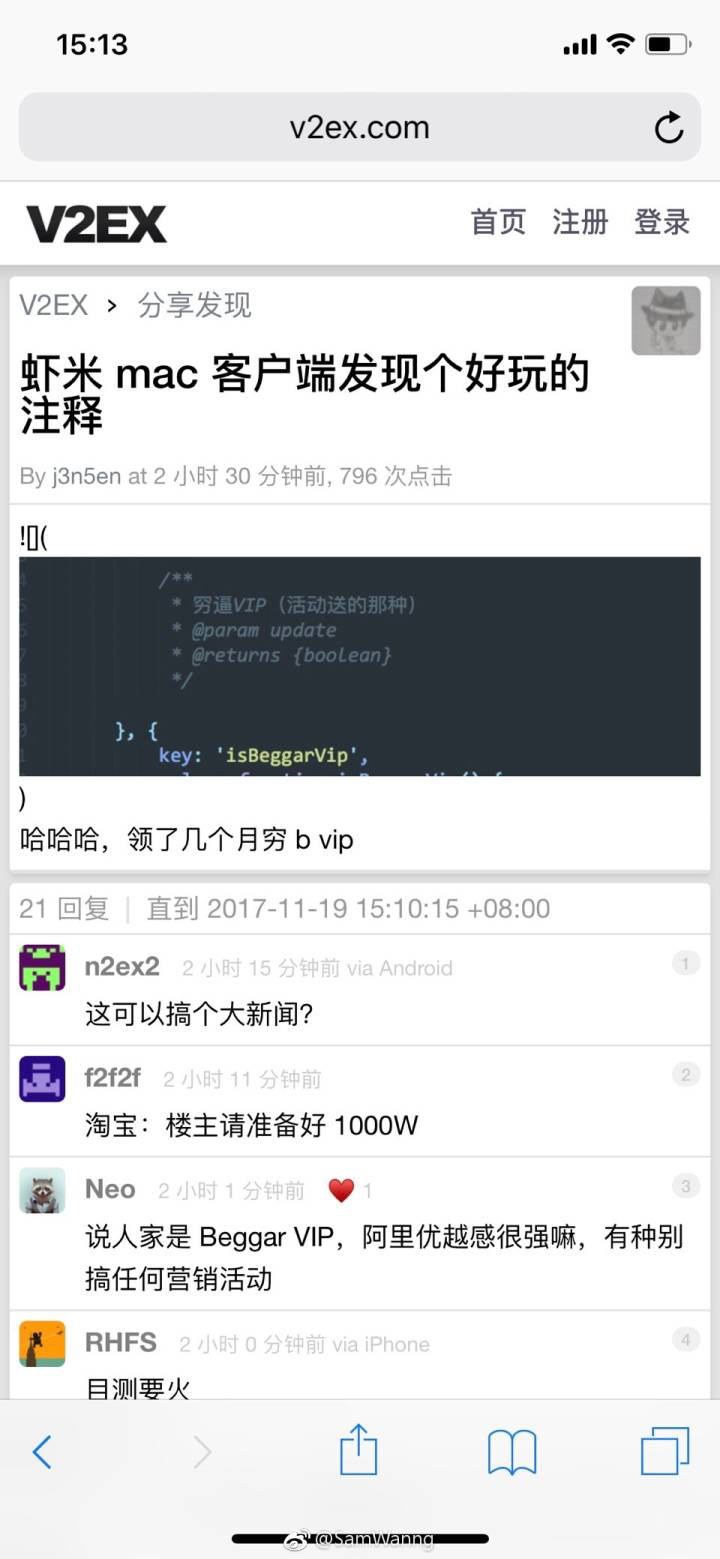 15:13
v2ex.com
V2EX
首页 注册 登录
V2EX › 分享发现
虾米 mac 客户端发现个好玩的
注释
By j3n5en at 2 小时 30 分钟前, 796 次点击
![](
/**
* 穷逼VIP（活动送的那种）
* @param update
* @returns {boolean}
*/
}, {
key: 'isBeggarVip',
)
哈哈哈，领了几个月穷 b vip
21 回复 | 直到 2017-11-19 15:10:15 +08:00
n2ex2 2 小时 15 分钟前 via Android 1
这可以搞个大新闻？
f2f2f 2 小时 11 分钟前 2
淘宝：楼主请准备好 1000W
Neo 2 小时 1 分钟前 ♥ 1 3
说人家是 Beggar VIP，阿里优越感很强嘛，有种别
搞任何营销活动
RHFS 2 小时 0 分钟前 via iPhone 4
目测要火
@SamWanng